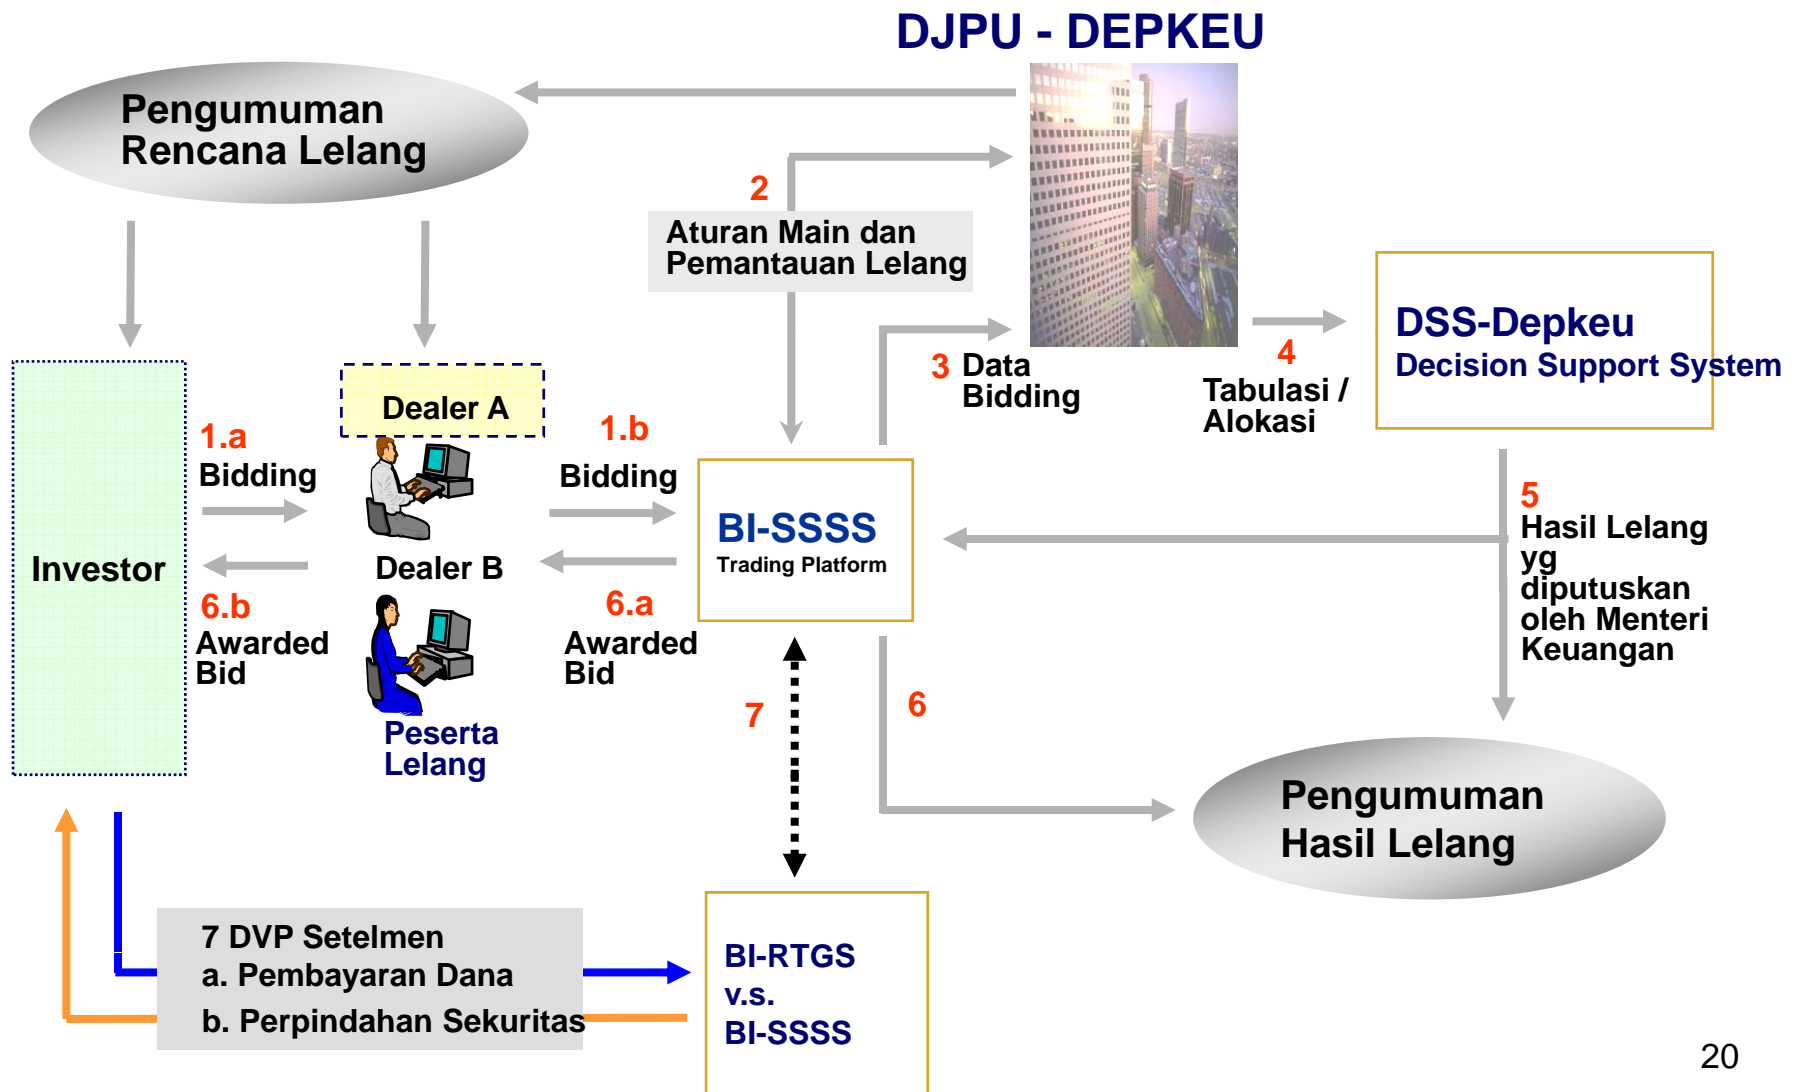 DJPU - DEPKEU
Pengumuman
Rencana Lelang
2
Aturan Main dan
Pemantauan Lelang
3 Data
Bidding
4
Tabulasi /
Alokasi
DSS-Depkeu
Decision Support System
Investor
1.a
Bidding
Dealer A
1.b
Bidding
BI-SSSS
Trading Platform
5
Hasil Lelang
yg
diputuskan
oleh Menteri
Keuangan
Dealer B
6.b
Awarded
Bid
6.a
Awarded
Bid
Peserta
Lelang
7
6
Pengumuman
Hasil Lelang
7 DVP Setelmen
a. Pembayaran Dana
b. Perpindahan Sekuritas
BI-RTGS
v.s.
BI-SSSS
20